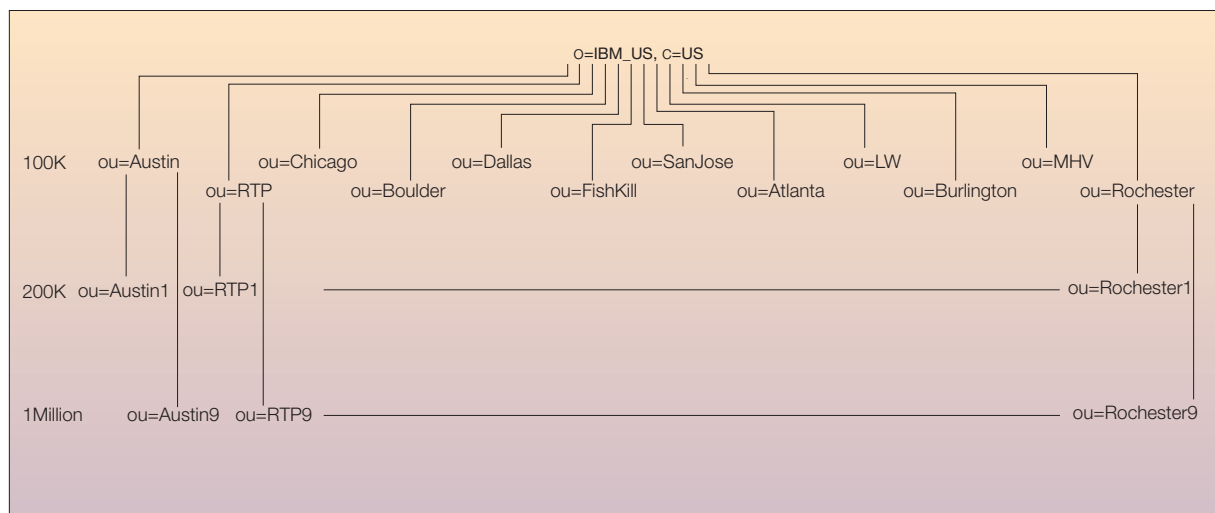 o=IBM_US, c=US
100K ou=Austin ou=Chicago ou=Dallas ou=SanJose ou=LW ou=MHV
ou=RTP ou=Boulder ou=FishKill ou=Atlanta ou=Burlington ou=Rochester
200K ou=Austin1 ou=RTP1 ou=Rochester1
1Million ou=Austin9 ou=RTP9 ou=Rochester9